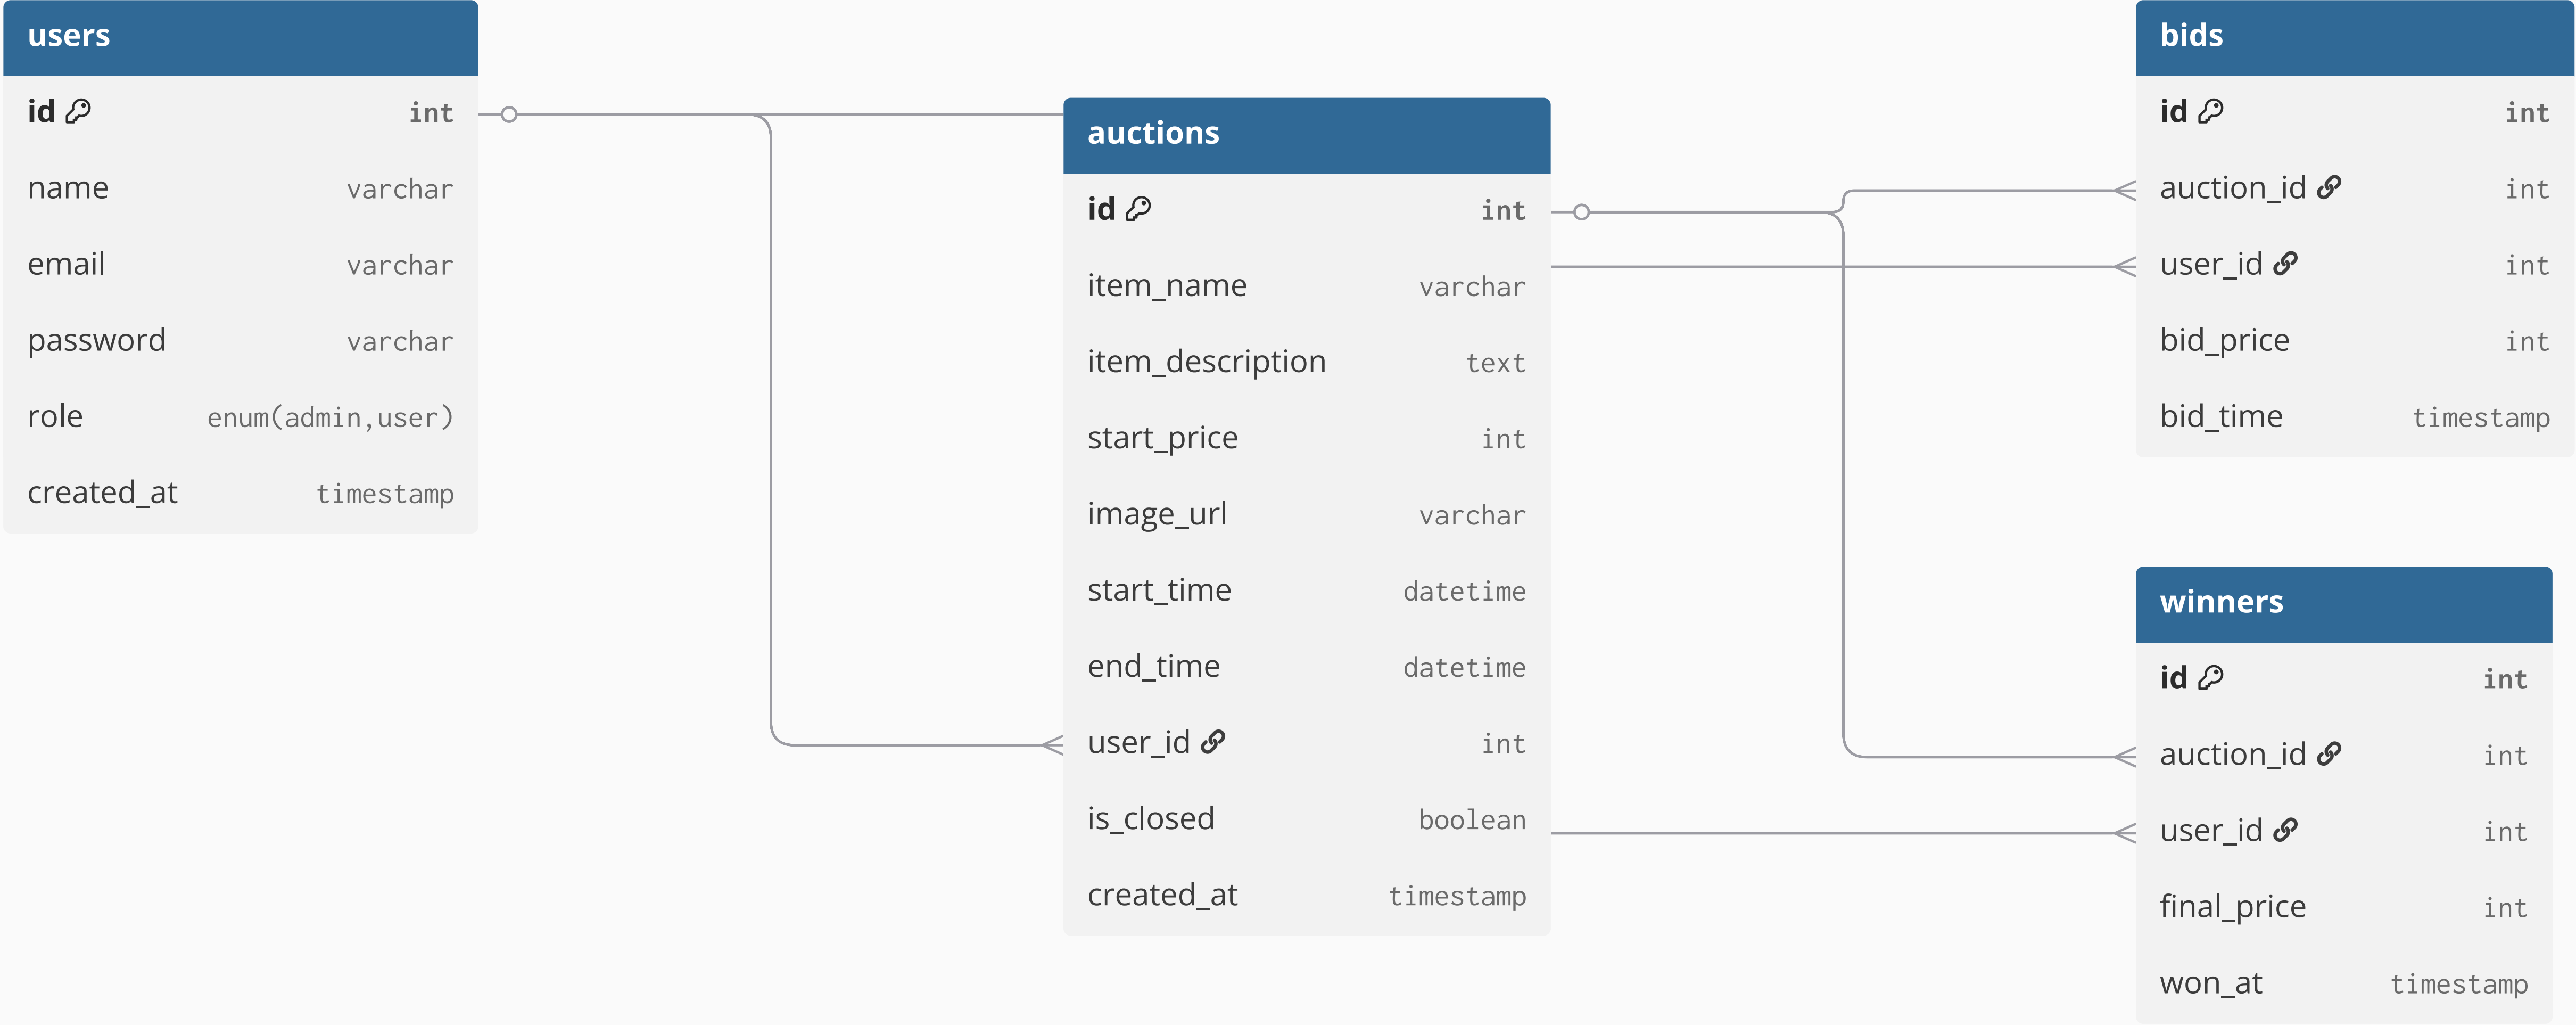 users
id int
name varchar
email varchar
password varchar
role enum(admin,user)
created_at timestamp
auctions
id int
item_name varchar
item_description text
start_price int
image_url varchar
start_time datetime
end_time datetime
user_id int
is_closed boolean
created_at timestamp
bids
id int
auction_id int
user_id int
bid_price int
bid_time timestamp
winners
id int
auction_id int
user_id int
final_price int
won_at timestamp